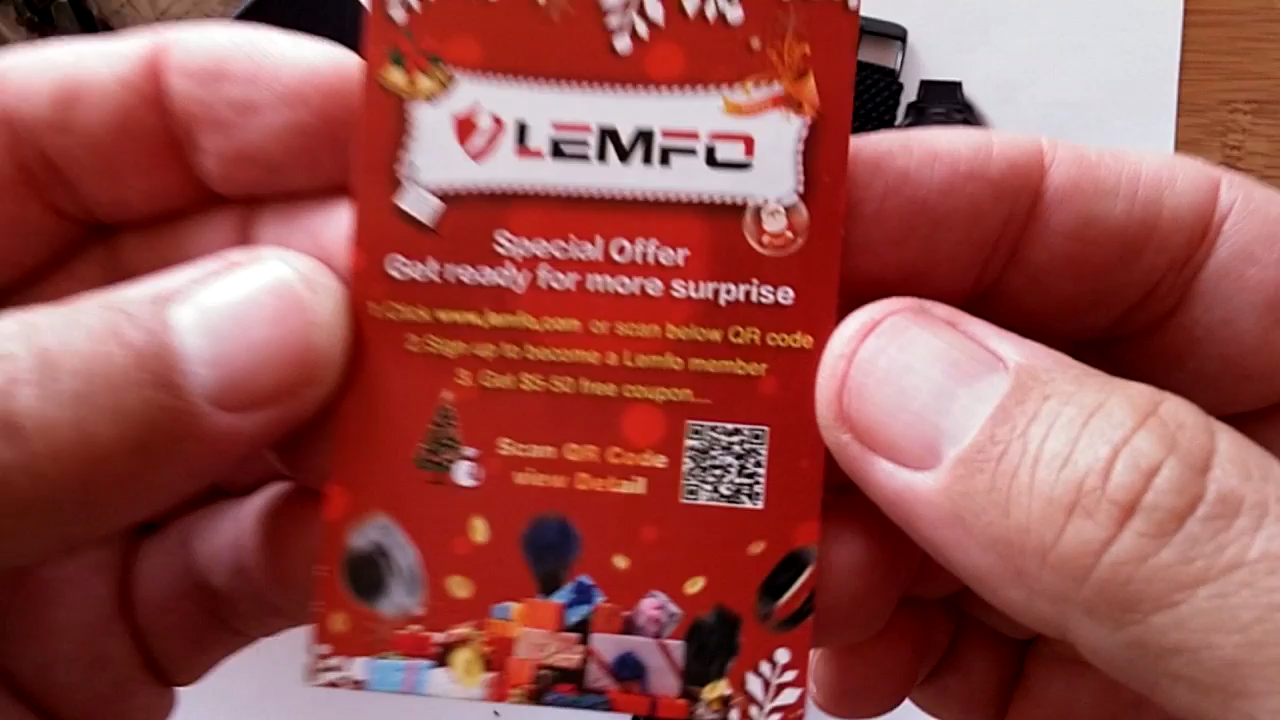 LEMFO
Special Offer
Get ready for more surprise
1. Click www.lemfo.com or scan below QR code
2. Sign up to become a Lemfo member
3. Get $5-50 free coupon...
Scan QR Code
view Detail